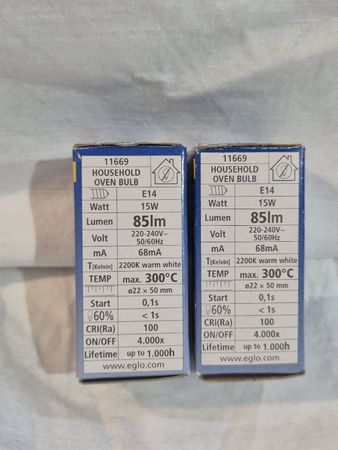 11669
HOUSEHOLD
OVEN BULB
E14
Watt 15W
Lumen 85lm
Volt 220-240V~
50/60Hz
mA 68mA
T[Kelvin] 2200K warm white
TEMP max. 300°C
ø22 × 50 mm
Start 0,1s
60% < 1s
CRI(Ra) 100
ON/OFF 4.000x
Lifetime up to 1.000h
www.eglo.com
11669
HOUSEHOLD
OVEN BULB
E14
Watt 15W
Lumen 85lm
Volt 220-240V~
50/60Hz
mA 68mA
T[Kelvin] 2200K warm white
TEMP max. 300°C
ø22 × 50 mm
Start 0,1s
60% < 1s
CRI(Ra) 100
ON/OFF 4.000x
Lifetime up to 1.000h
www.eglo.com